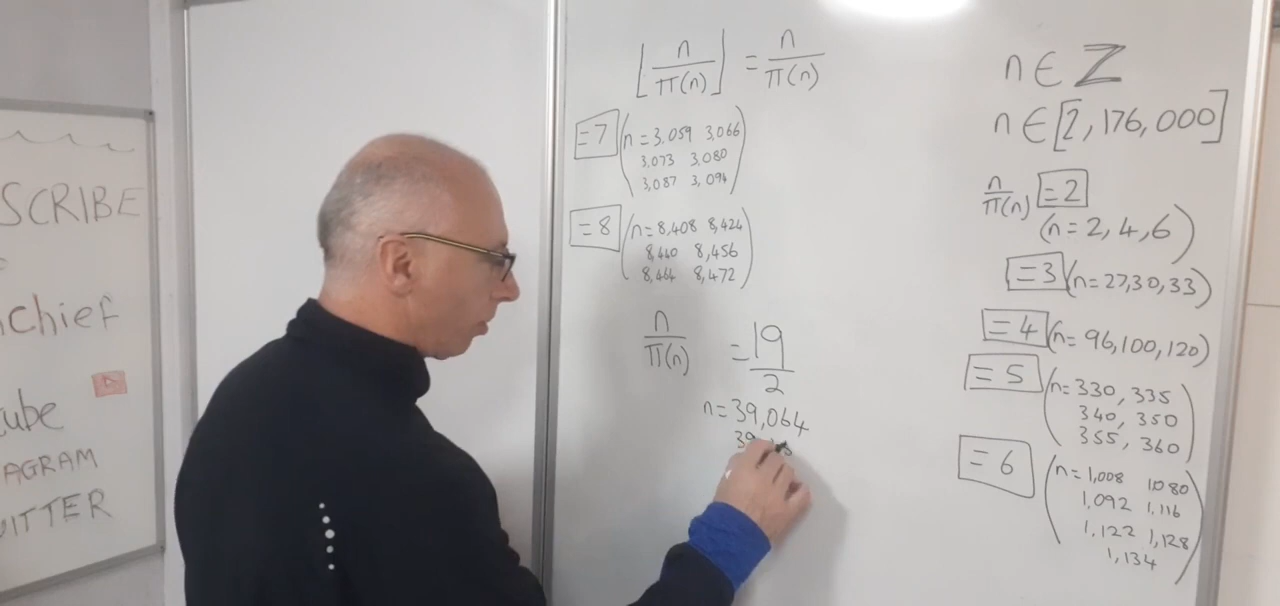 SCRIBE
chief
ube
AGRAM
ITTER
⌊n/π(n)⌋ = n/π(n)
=7 (n = 3,059 3,066
3,073 3,080
3,087 3,094)
=8 (n=8,408 8,424
8,440 8,456
8,464 8,472)
n/π(n) = 19/2
n=39,064
n ∈ ℤ
n ∈ [2,176,000]
n/π(n) =2
(n=2,4,6)
=3 (n=27,30,33)
=4 (n=96,100,120)
=5 (n=330,335
340,350
355,360)
=6 (n=1,008 1,080
1,092 1,116
1,122 1,128
1,134)